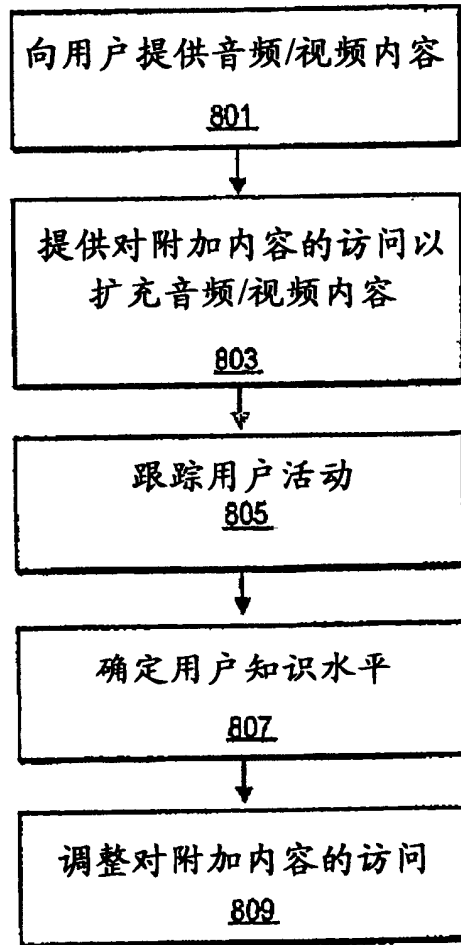 向用户提供音频/视频内容
801
提供对附加内容的访问以
扩充音频/视频内容
803
跟踪用户活动
805
确定用户知识水平
807
调整对附加内容的访问
809